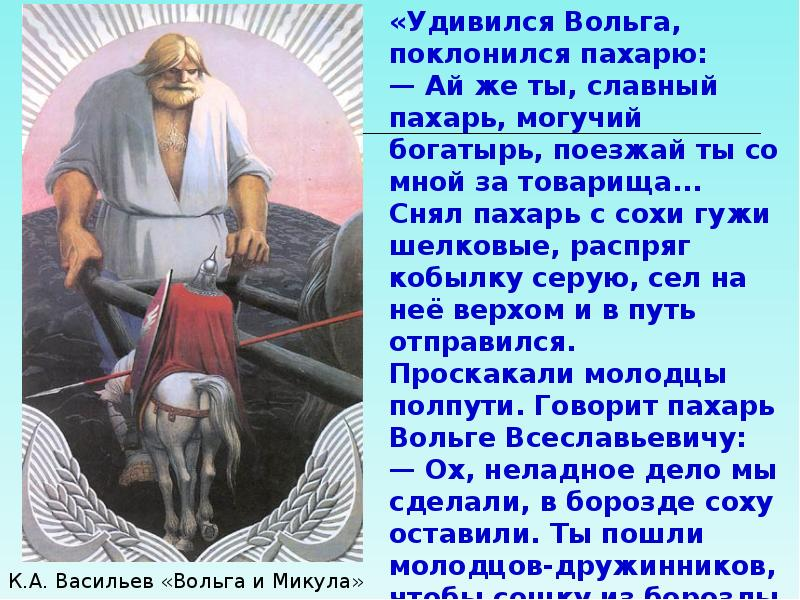 «Удивился Вольга,
поклонился пахарю:
— Ай же ты, славный
пахарь, могучий
богатырь, поезжай ты со
мной за товарища...
Снял пахарь с сохи гужи
шелковые, распряг
кобылку серую, сел на
неё верхом и в путь
отправился.
Проскакали молодцы
полпути. Говорит пахарь
Вольге Всеславьевичу:
— Ох, неладное дело мы
сделали, в борозде соху
оставили. Ты пошли
молодцов-дружинников,
чтобы сошку из борозды
К.А. Васильев «Вольга и Микула»